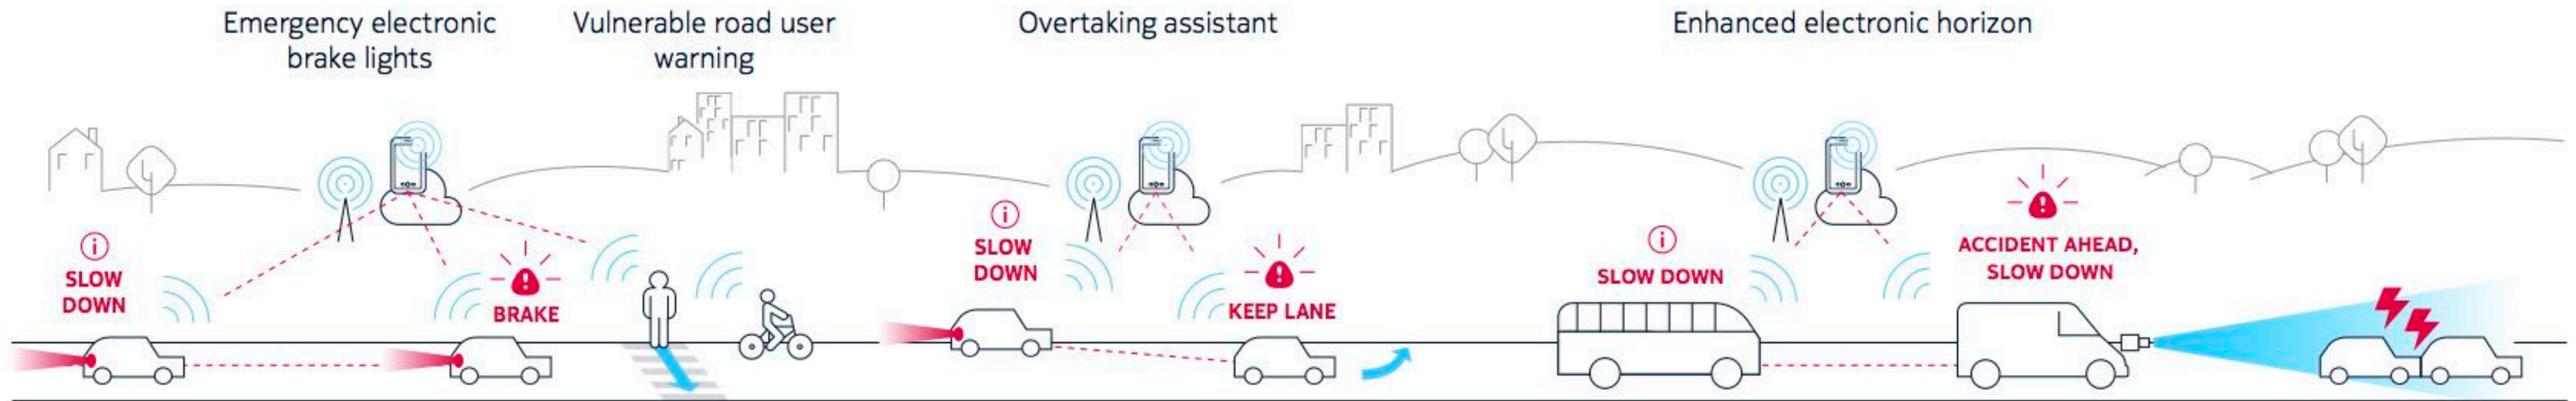 Emergency electronic
brake lights
Vulnerable road user
warning
Overtaking assistant
Enhanced electronic horizon
SLOW
DOWN
BRAKE
SLOW
DOWN
KEEP LANE
SLOW DOWN
ACCIDENT AHEAD,
SLOW DOWN